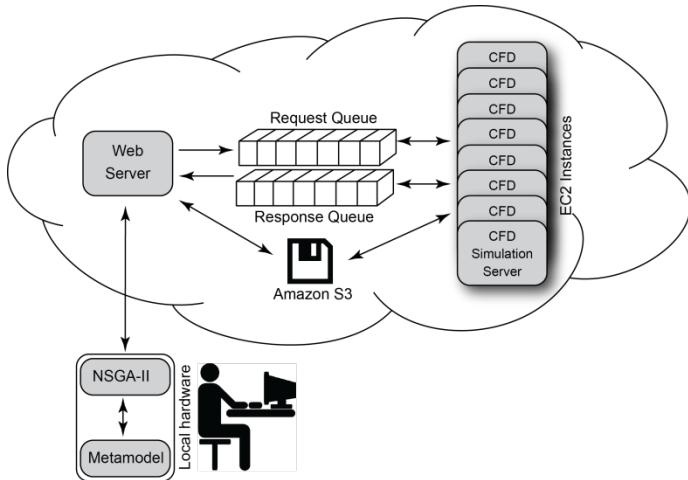 CFD
CFD
CFD
CFD
CFD
CFD
CFD
CFD
Simulation
Server
EC2 Instances
Request Queue
Web
Server
Response Queue
Amazon S3
NSGA-II
Metamodel
Local hardware